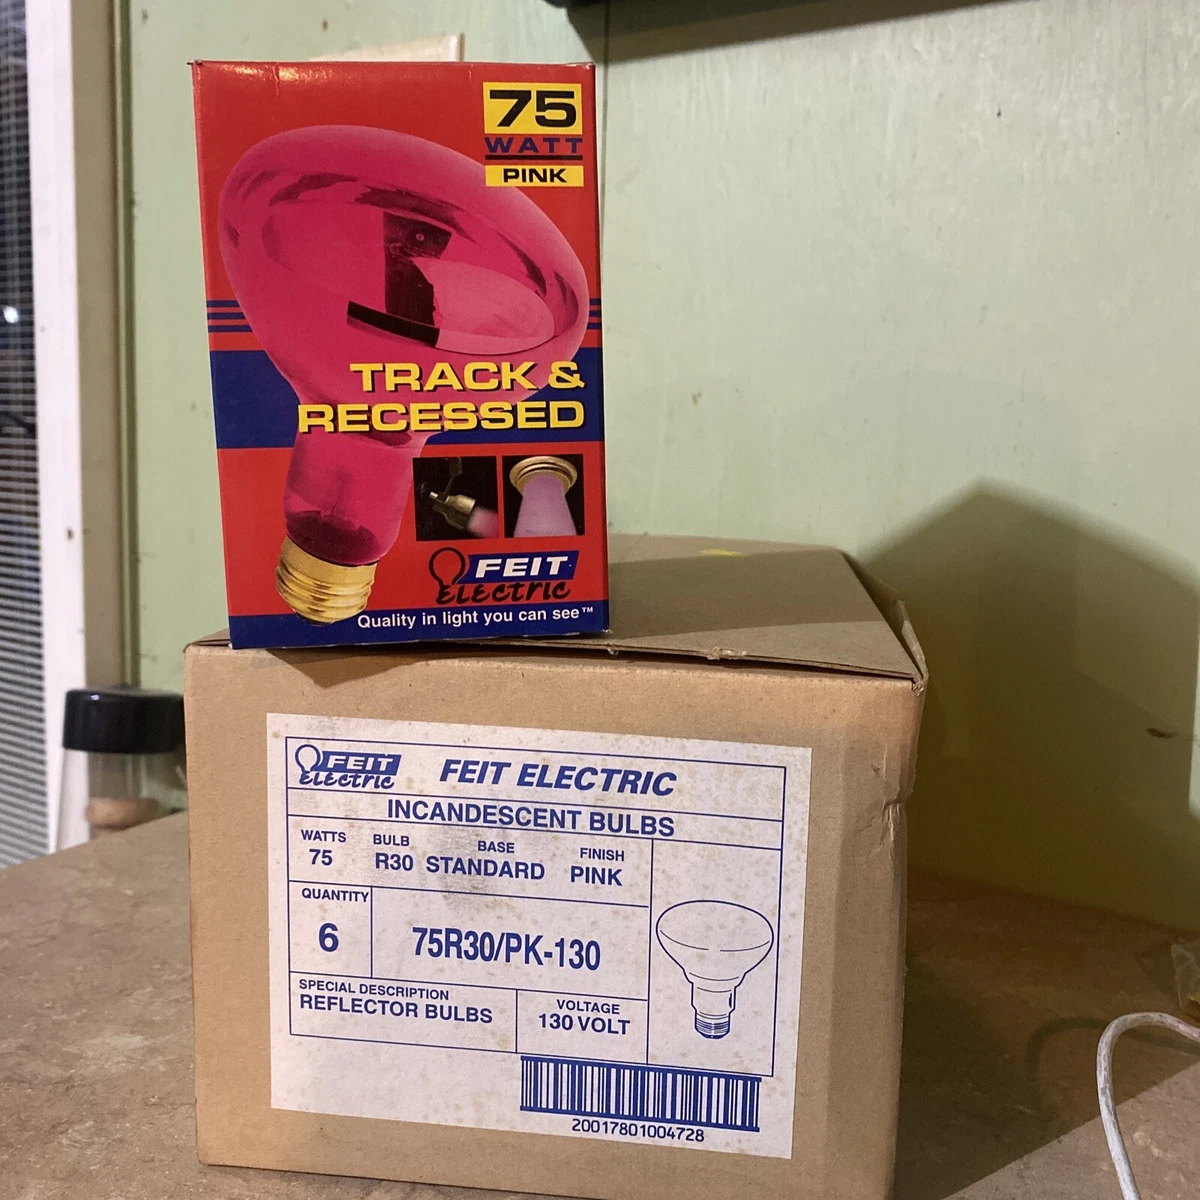 75
WATT
PINK
TRACK &
RECESSED
FEIT
ELECTRIC
Quality in light you can see™
FEIT
ELECTRIC
FEIT ELECTRIC
INCANDESCENT BULBS
WATTS BULB BASE FINISH
75 R30 STANDARD PINK
QUANTITY
6
75R30/PK-130
SPECIAL DESCRIPTION
REFLECTOR BULBS
VOLTAGE
130 VOLT
20017801004728